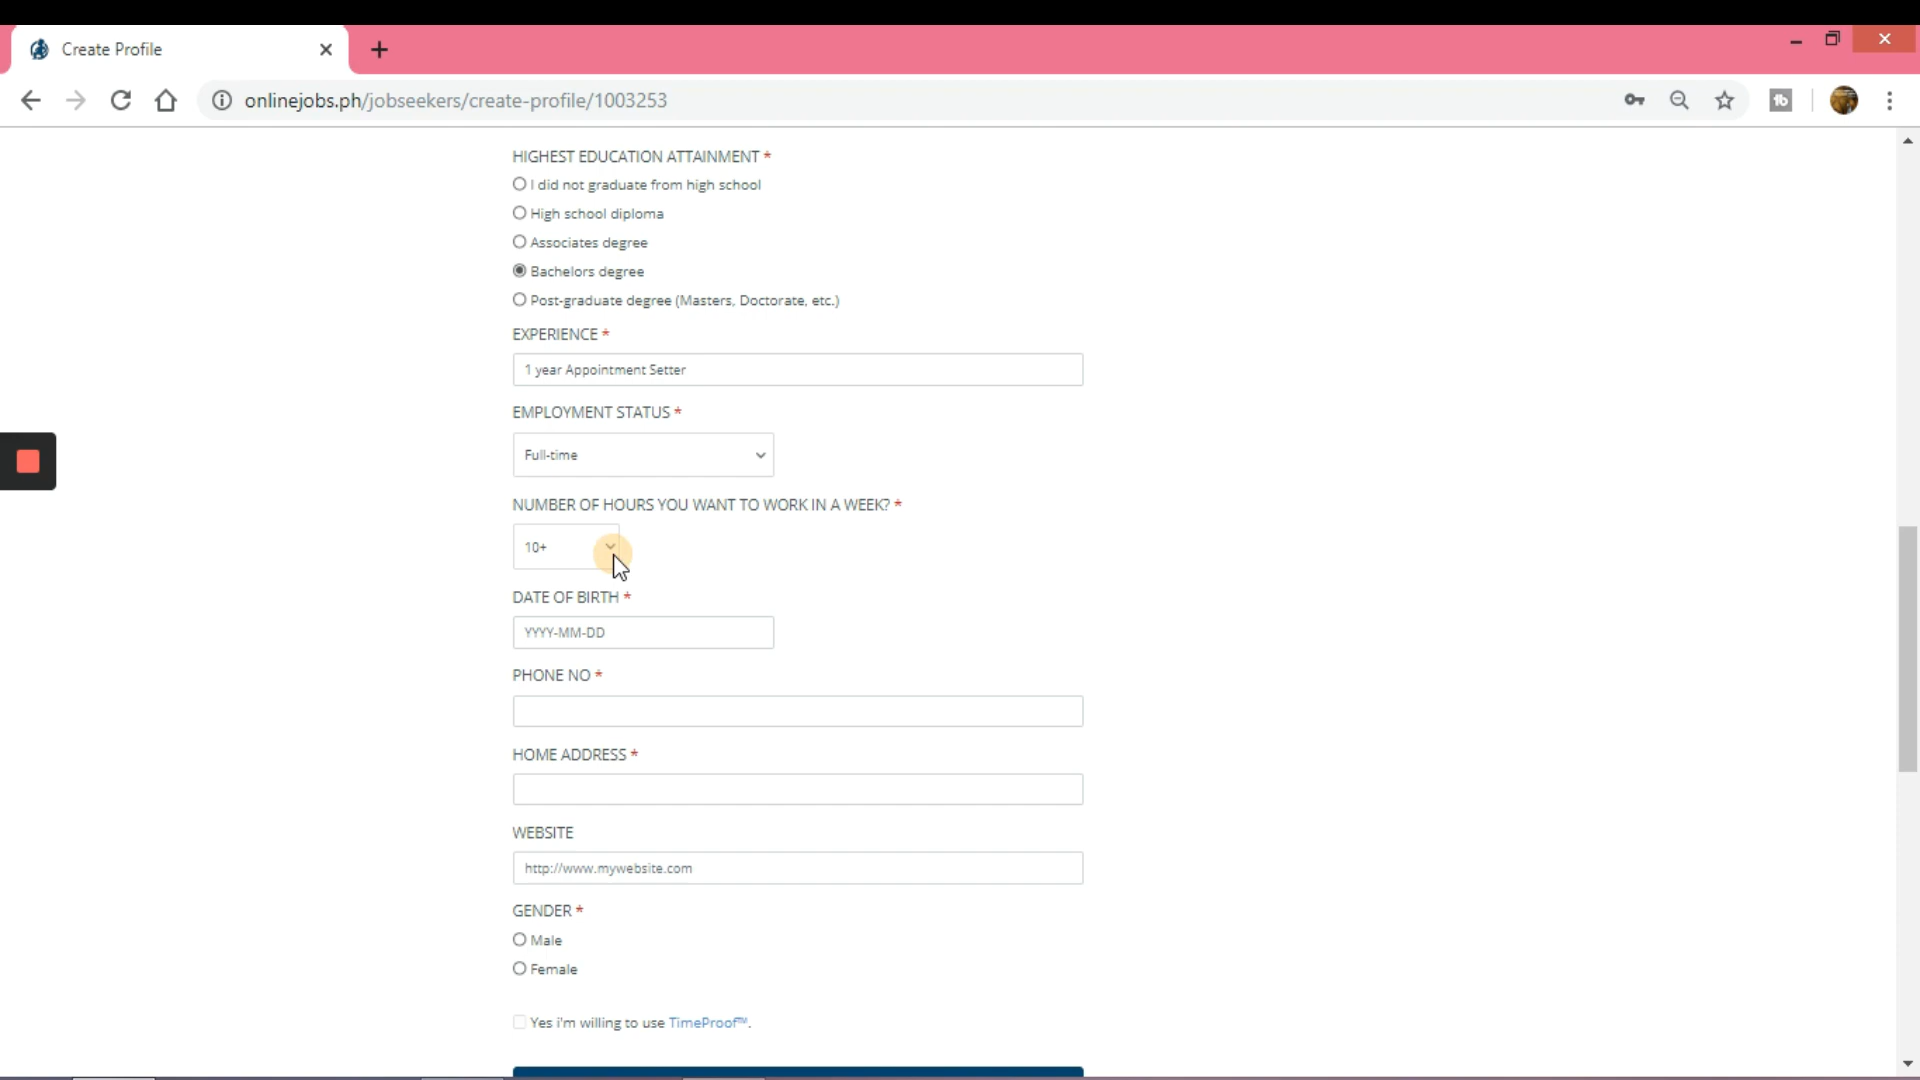 Create Profile
onlinejobs.ph/jobseekers/create-profile/1003253
HIGHEST EDUCATION ATTAINMENT *
I did not graduate from high school
High school diploma
Associates degree
Bachelors degree
Post-graduate degree (Masters, Doctorate, etc.)
EXPERIENCE *
1 year Appointment Setter
EMPLOYMENT STATUS *
Full-time
NUMBER OF HOURS YOU WANT TO WORK IN A WEEK? *
10+
DATE OF BIRTH *
YYYY-MM-DD
PHONE NO *
HOME ADDRESS *
WEBSITE
http://www.mywebsite.com
GENDER *
Male
Female
Yes i'm willing to use TimeProof™.